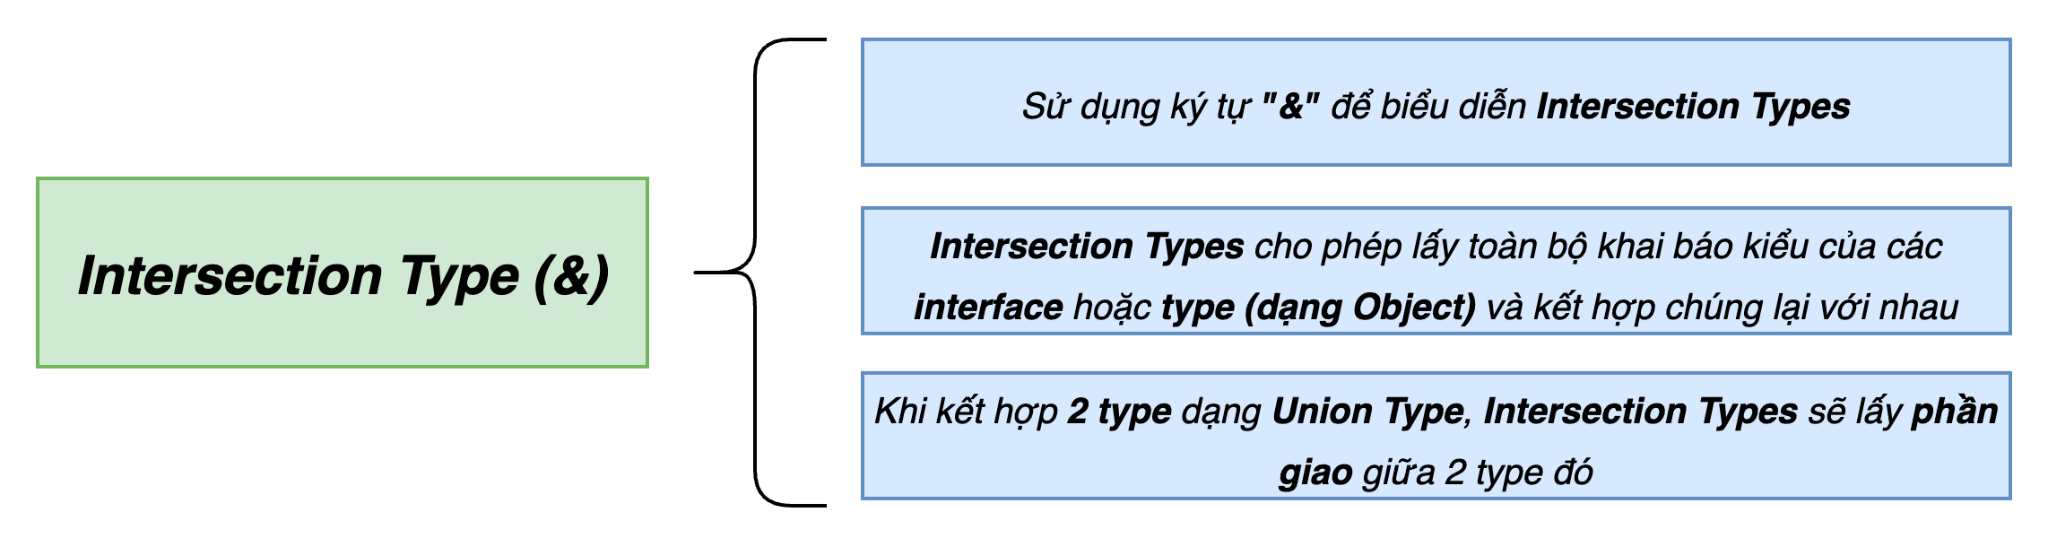 Intersection Type (&)
Sử dụng ký tự "&" để biểu diễn Intersection Types
Intersection Types cho phép lấy toàn bộ khai báo kiểu của các
interface hoặc type (dạng Object) và kết hợp chúng lại với nhau
Khi kết hợp 2 type dạng Union Type, Intersection Types sẽ lấy phần
giao giữa 2 type đó